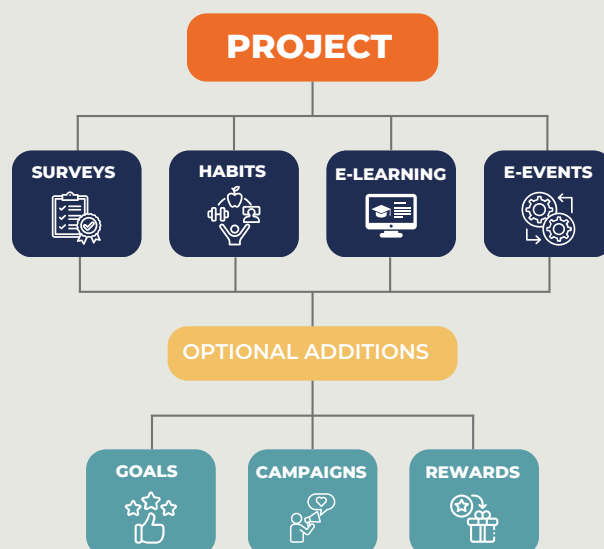 PROJECT
SURVEYS
HABITS
E-LEARNING
E-EVENTS
OPTIONAL ADDITIONS
GOALS
CAMPAIGNS
REWARDS